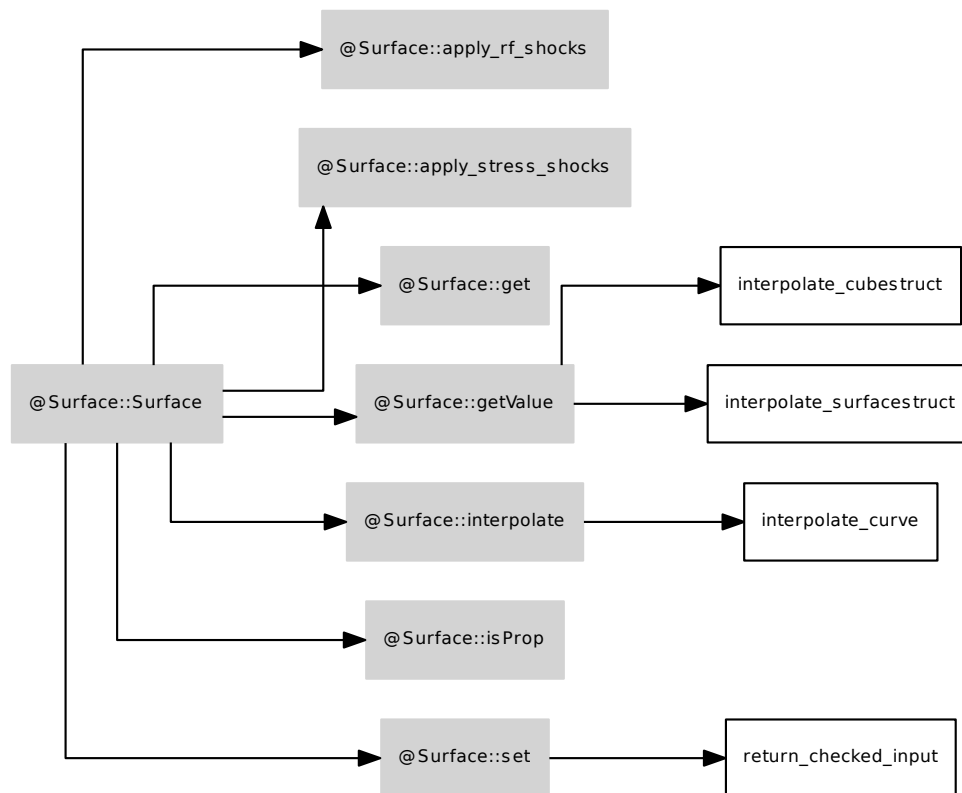 @Surface::apply_rf_shocks
@Surface::apply_stress_shocks
@Surface::get
interpolate_cubestruct
@Surface::Surface
@Surface::getValue
interpolate_surfacestruct
@Surface::interpolate
interpolate_curve
@Surface::isProp
@Surface::set
return_checked_input